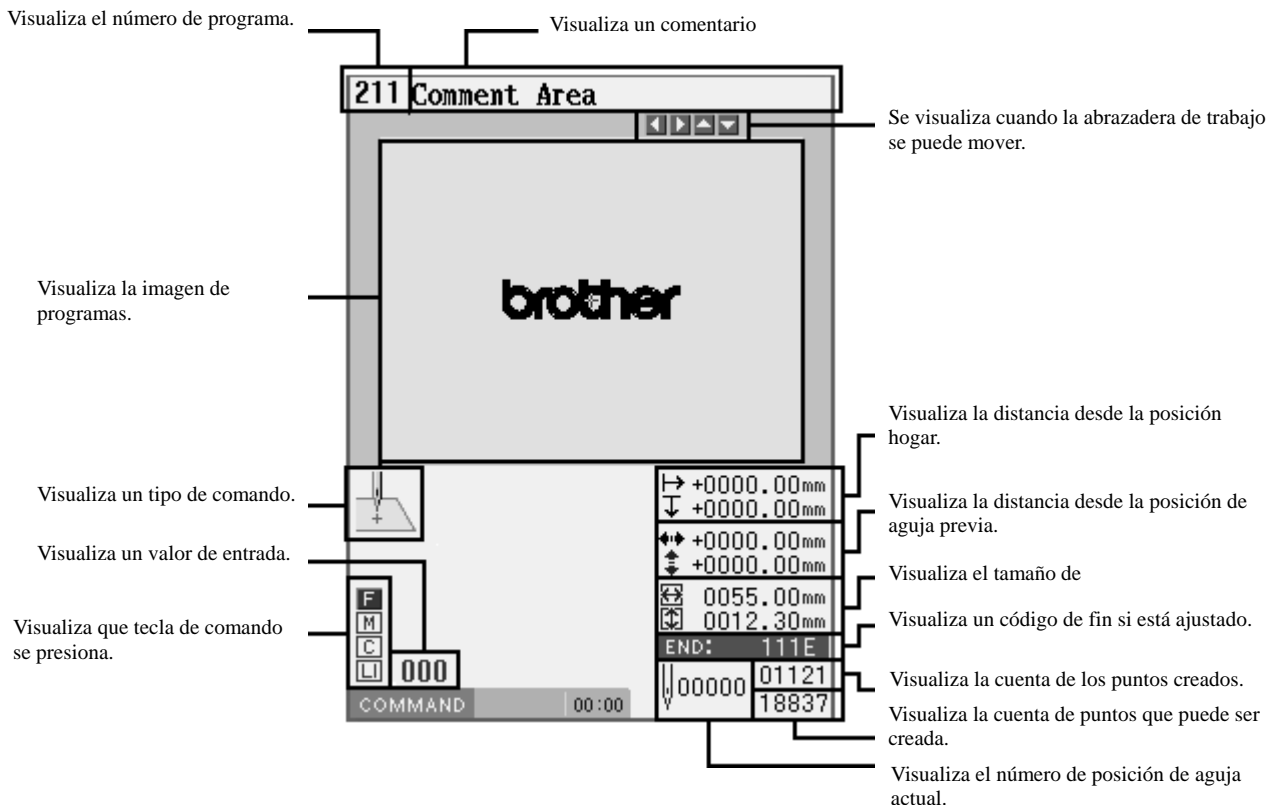 Visualiza el número de programa.
Visualiza un comentario
211 Comment Area
Se visualiza cuando la abrazadera de trabajo
se puede mover.
brother
Visualiza la imagen de
programas.
Visualiza la distancia desde la posición
hogar.
+0000.00mm
+0000.00mm
Visualiza un tipo de comando.
Visualiza la distancia desde la posición de
aguja previa.
+0000.00mm
+0000.00mm
Visualiza un valor de entrada.
Visualiza el tamaño de
0055.00mm
0012.30mm
Visualiza un código de fin si está ajustado.
END: 111E
Visualiza que tecla de comando
se presiona.
F
M
C
LI
000
00000
01121
18837
Visualiza la cuenta de los puntos creados.
COMMAND 00:00
Visualiza la cuenta de puntos que puede ser
creada.
Visualiza el número de posición de aguja
actual.